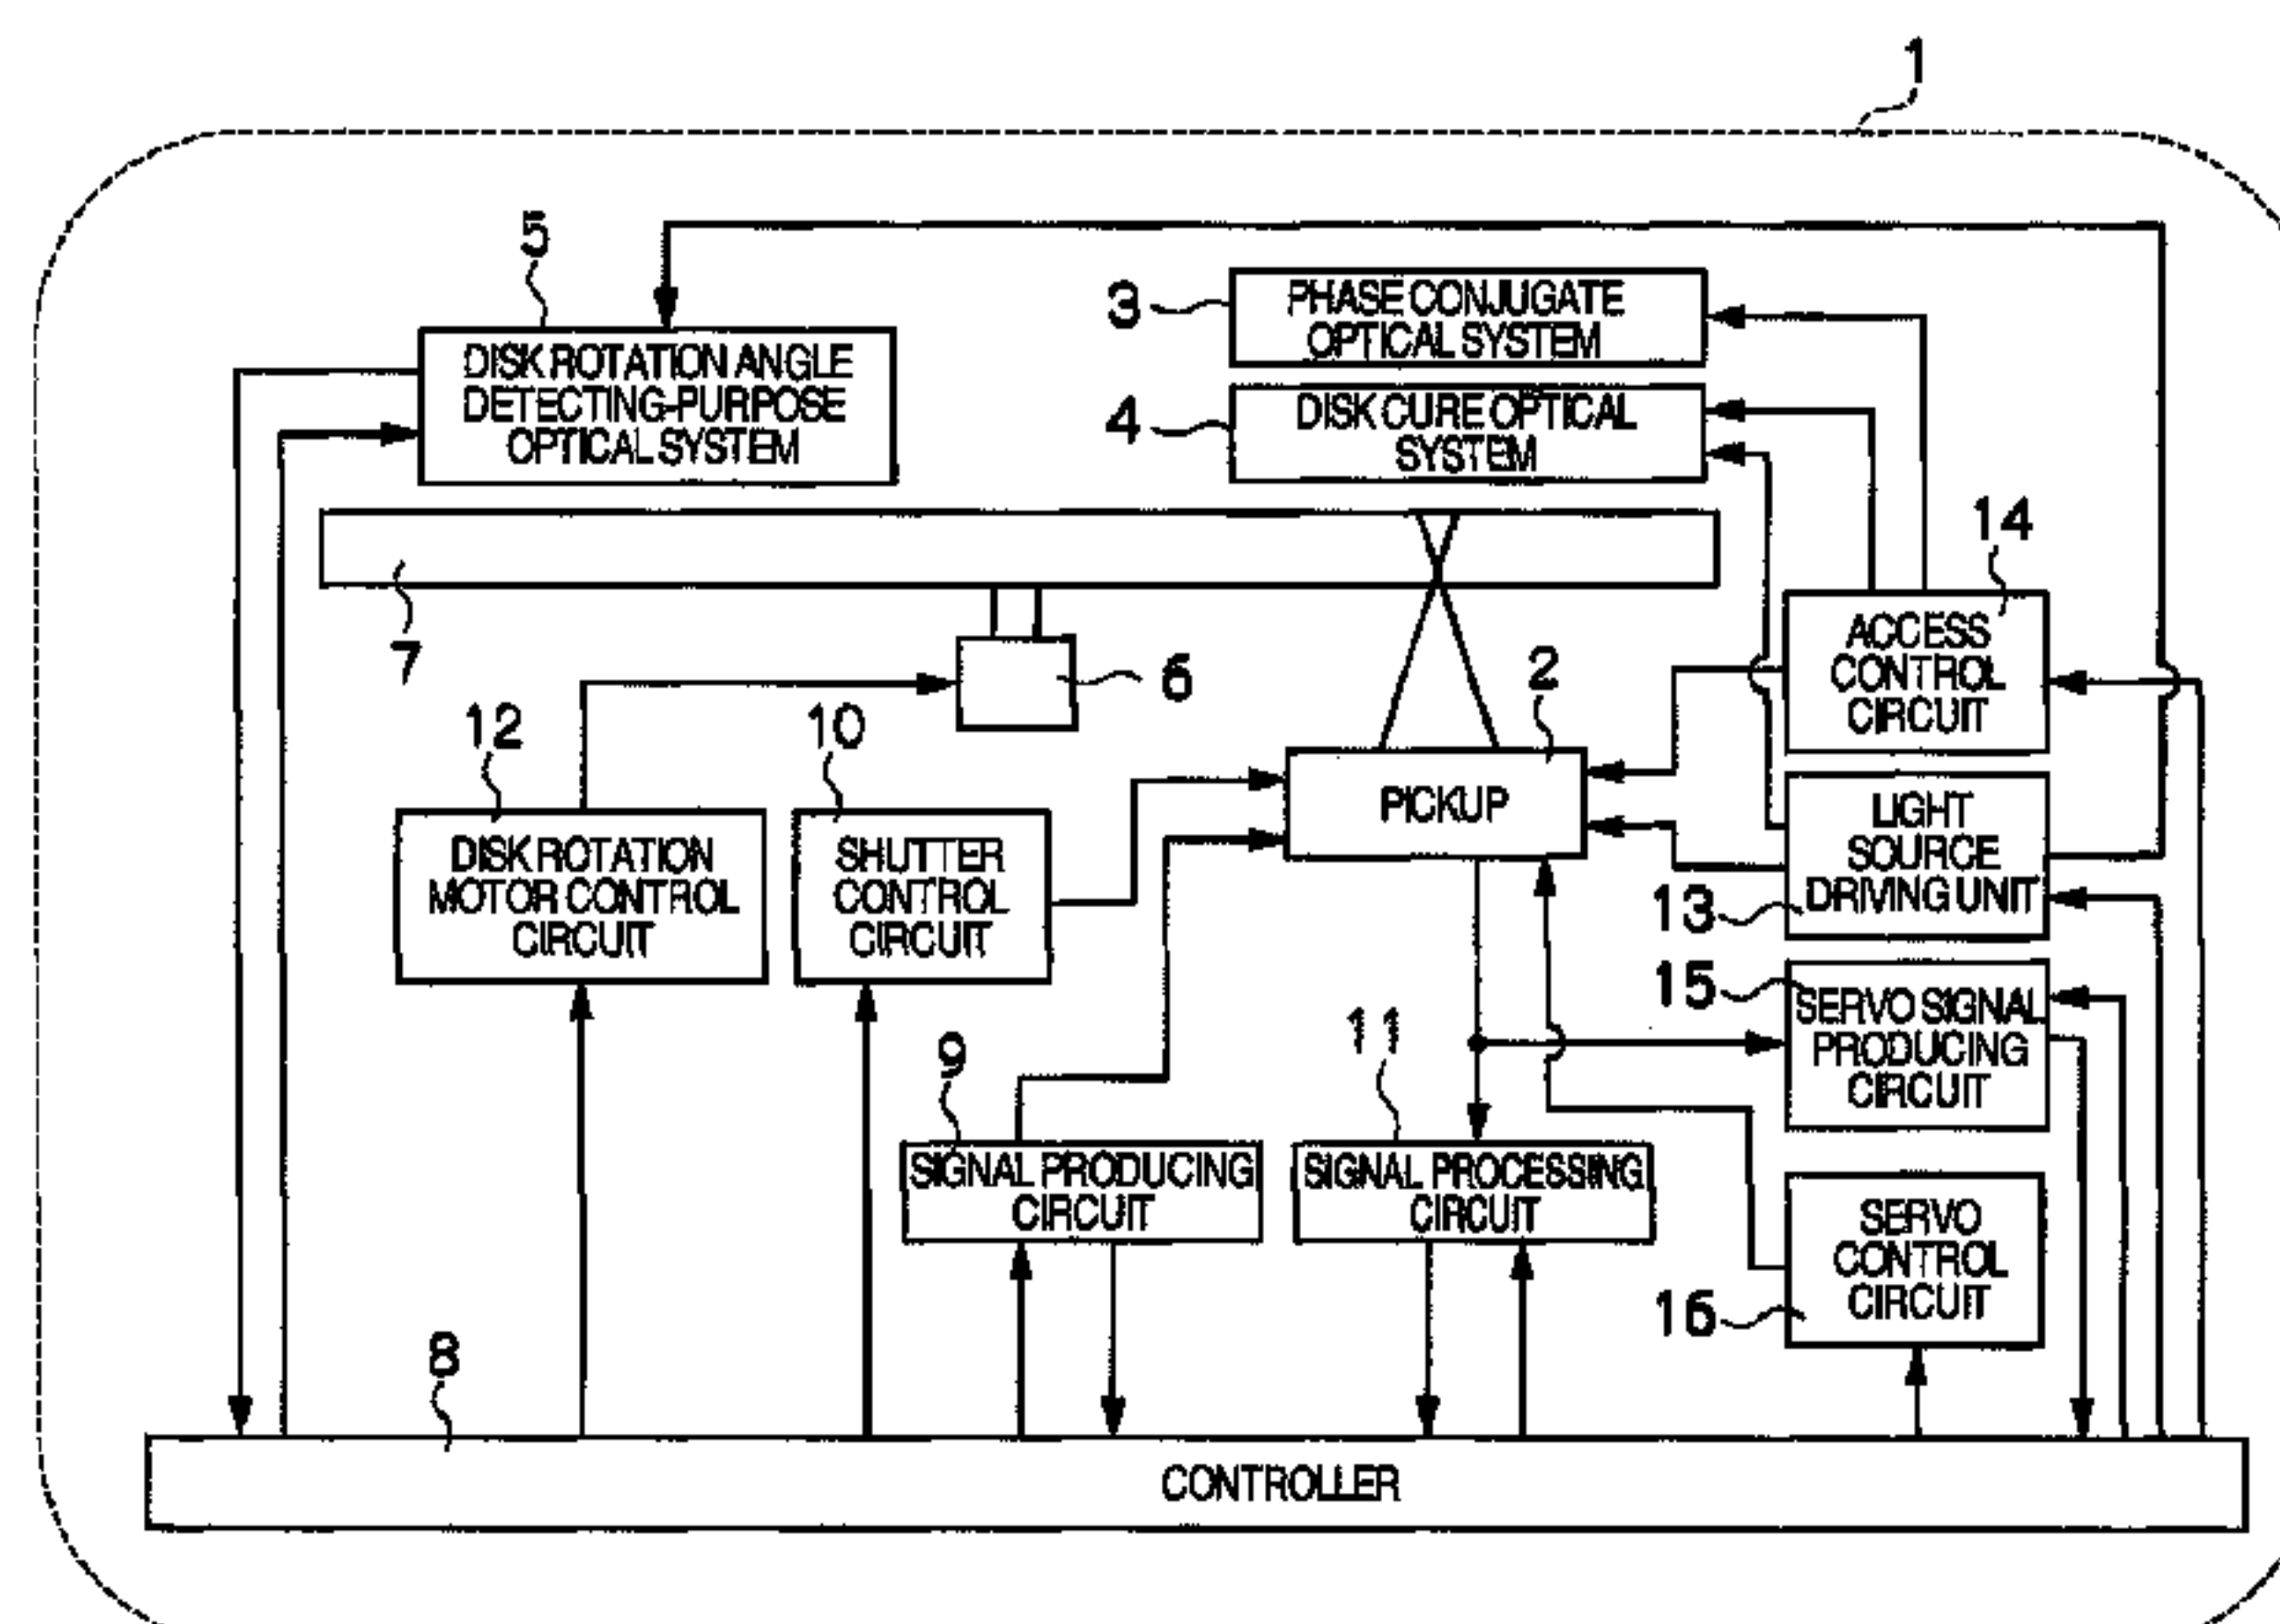 1
5
DISK ROTATION ANGLE
DETECTING-PURPOSE
OPTICAL SYSTEM
3
PHASE CONJUGATE
OPTICAL SYSTEM
4
DISK CURE OPTICAL
SYSTEM
7
6
14
ACCESS
CONTROL
CIRCUIT
2
PICKUP
12
DISK ROTATION
MOTOR CONTROL
CIRCUIT
10
SHUTTER
CONTROL
CIRCUIT
LIGHT
SOURCE
DRIVING UNIT
13
15
SERVO SIGNAL
PRODUCING
CIRCUIT
9
SIGNAL PRODUCING
CIRCUIT
11
SIGNAL PROCESSING
CIRCUIT
SERVO
CONTROL
CIRCUIT
16
8
CONTROLLER